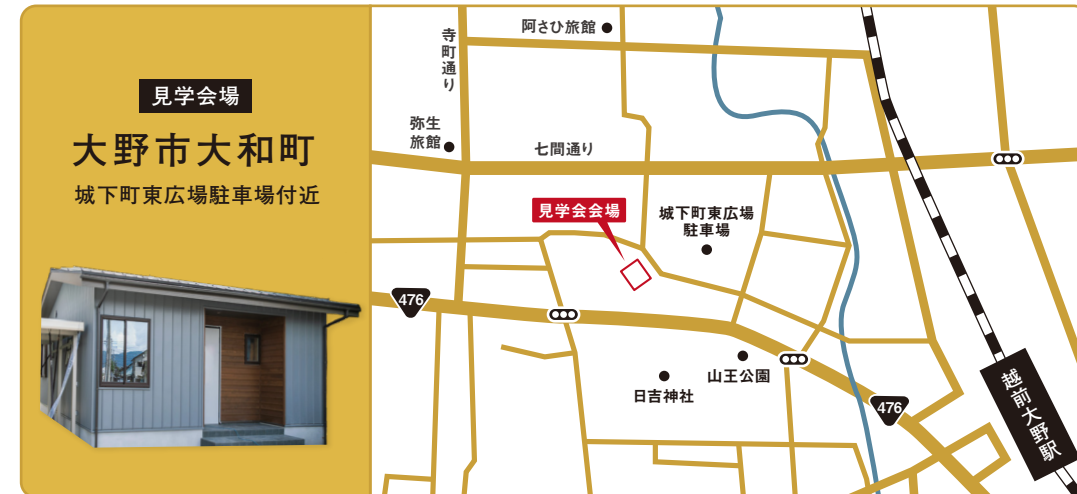 見学会場
大野市大和町
城下町東広場駐車場付近
寺町通り
阿さひ旅館
弥生
旅館
七間通り
見学会会場
城下町東広場
駐車場
476
山王公園
日吉神社
476
越前大野駅